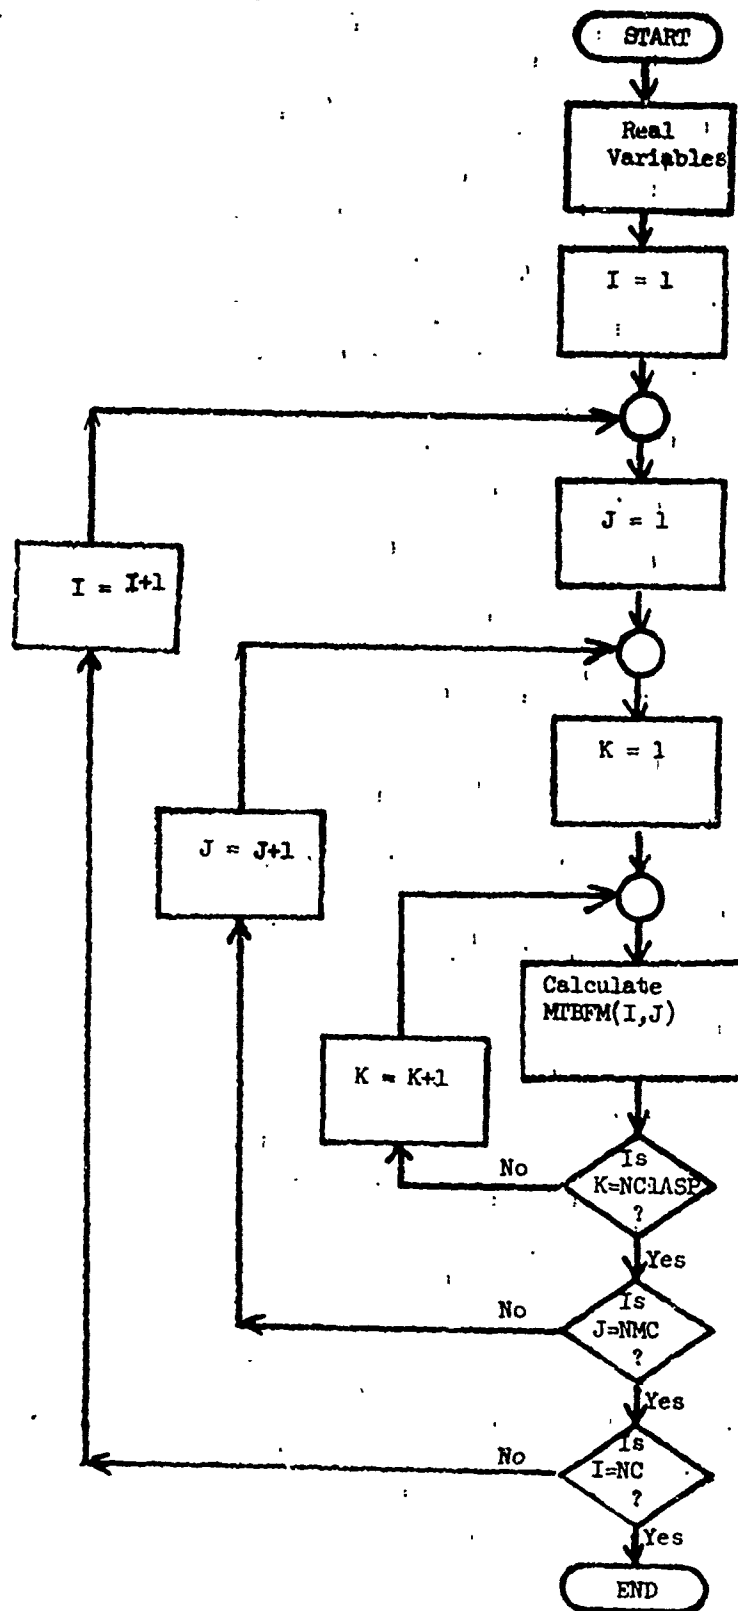 START
Real
Variables
I = 1
J = 1
I = I+1
K = 1
J = J+1
Calculate
MTBFM(I,J)
K = K+1
Is
K=NC1ASP
?
No
Yes
Is
J=NMC
?
No
Yes
Is
I=NC
?
No
Yes
END